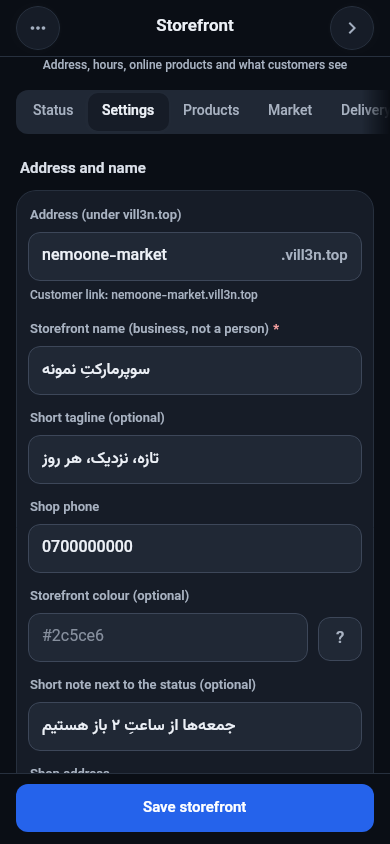 Storefront
Address, hours, online products and what customers see
Status Settings Products Market Delivery
Address and name
Address (under vill3n.top)
nemoone-market .vill3n.top
Customer link: nemoone-market.vill3n.top
Storefront name (business, not a person) *
سوپرمارکتِ نمونه
Short tagline (optional)
تازه، نزدیک، هر روز
Shop phone
0700000000
Storefront colour (optional)
#2c5ce6 ?
Short note next to the status (optional)
جمعه‌ها از ساعتِ ۲ باز هستیم
Shop address
Save storefront